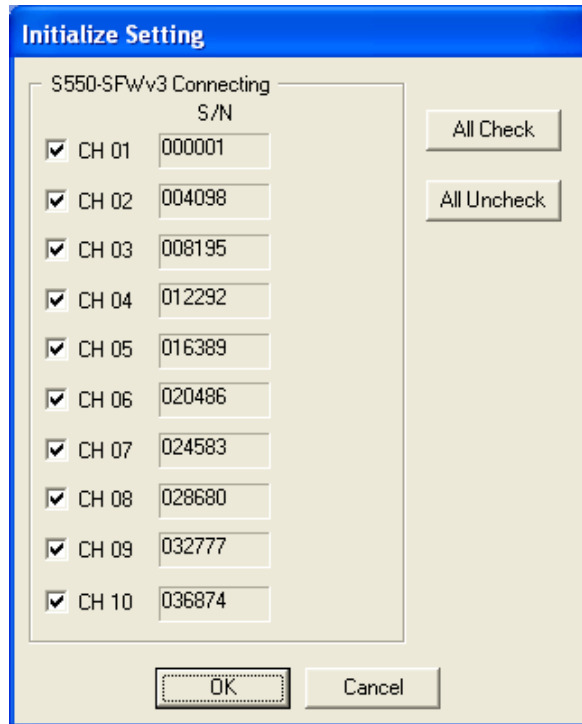 Initialize Setting
S550-SFWv3 Connecting
S/N
CH 01 000001
CH 02 004098
CH 03 008195
CH 04 012292
CH 05 016389
CH 06 020486
CH 07 024583
CH 08 028680
CH 09 032777
CH 10 036874
All Check
All Uncheck
OK Cancel